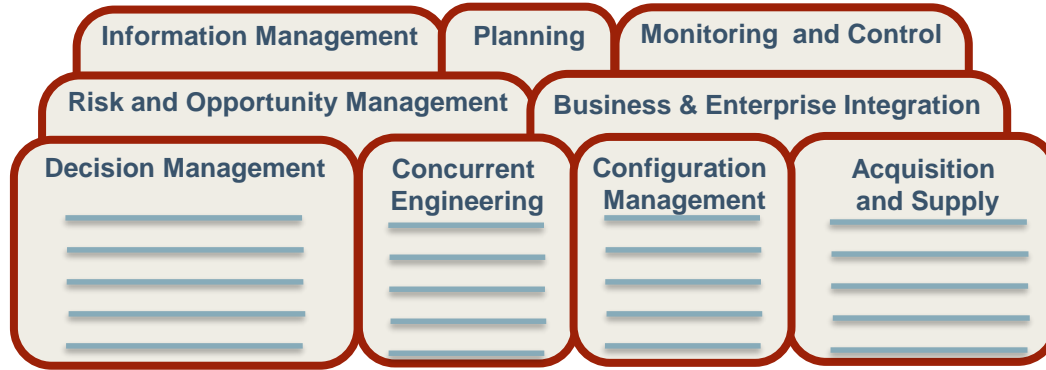 Information Management
Planning
Monitoring and Control
Risk and Opportunity Management
Business & Enterprise Integration
Decision Management
Concurrent
Engineering
Configuration
Management
Acquisition
and Supply